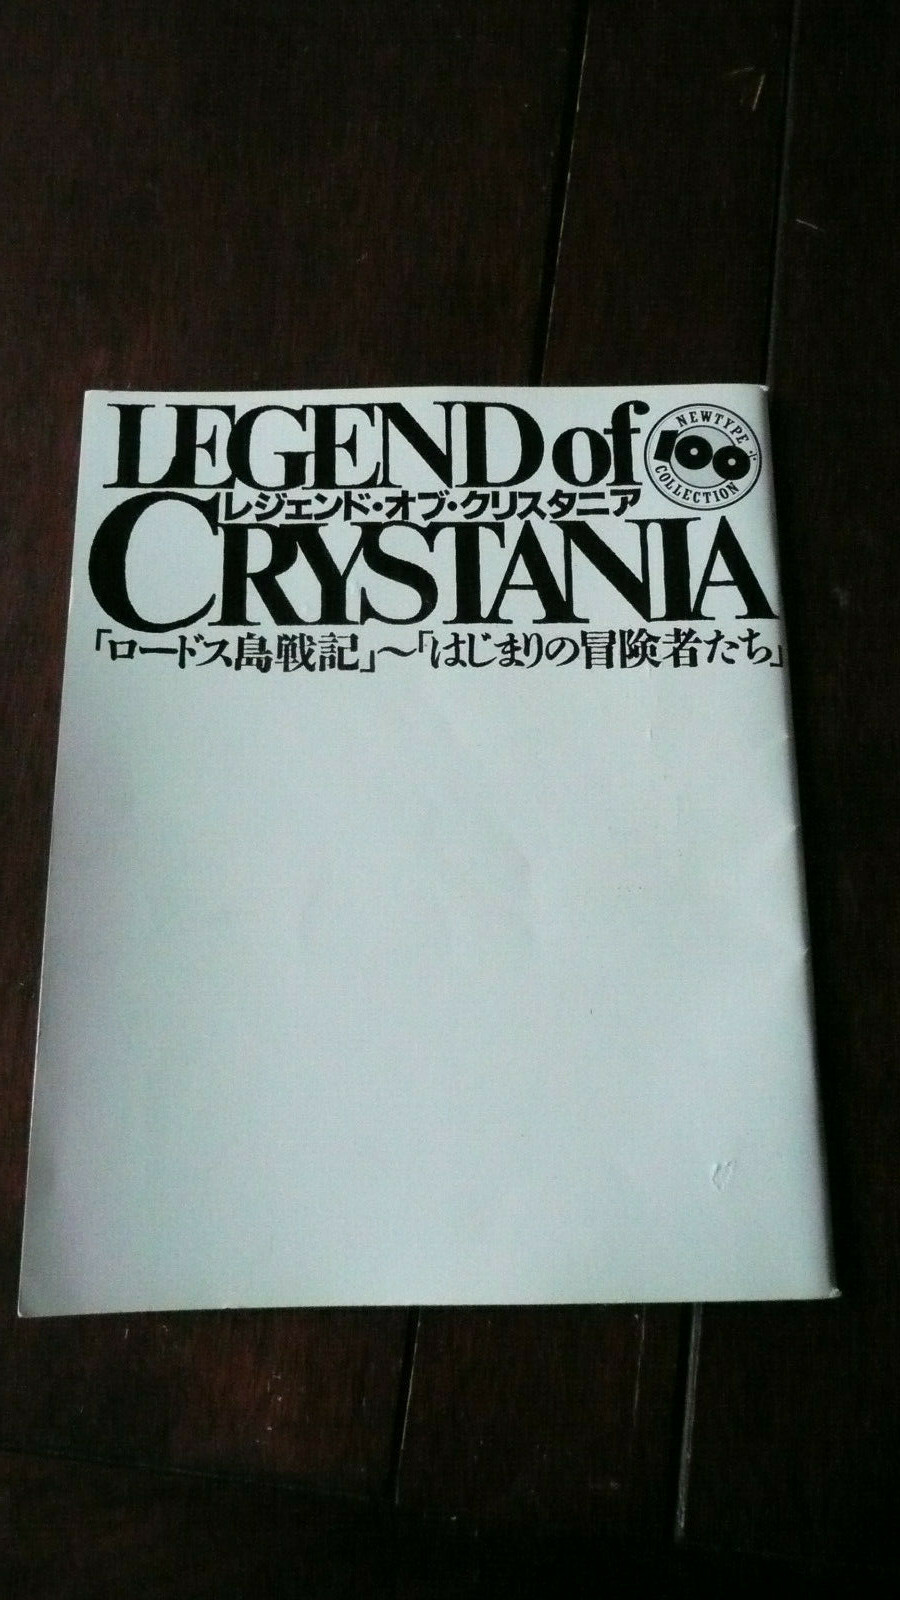 LEGEND of
レジェンド・オブ・クリスタニア
CRYSTANIA
「ロードス島戦記」～「はじまりの冒険者たち」
NEWTYPE
100
COLLECTION